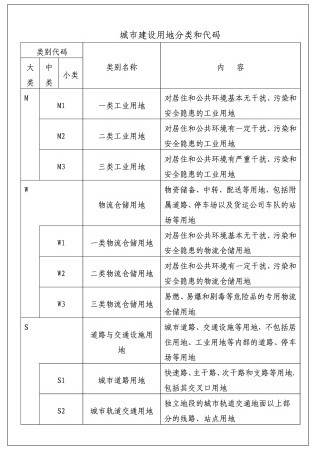 城市建设用地分类和代码
类别代码
大类
中类
小类
类别名称
内 容
M
M1
一类工业用地
对居住和公共环境基本无干扰、污染和
安全隐患的工业用地
M2
二类工业用地
对居住和公共环境有一定干扰、污染和
安全隐患的工业用地
M3
三类工业用地
对居住和公共环境有严重干扰、污染和
安全隐患的工业用地
W
物流仓储用地
物资储备、中转、配送等用地，包括附
属道路、停车场以及货运公司车队的站
场等用地
W1
一类物流仓储用地
对居住和公共环境基本无干扰、污染和
安全隐患的物流仓储用地
W2
二类物流仓储用地
对居住和公共环境有一定干扰、污染和
安全隐患的物流仓储用地
W3
三类物流仓储用地
易燃、易爆和剧毒等危险品的专用物流
仓储用地
S
道路与交通设施用
地
城市道路、交通设施等用地，不包括居
住用地、工业用地等内部的道路、停车
场等用地
S1
城市道路用地
快速路、主干路、次干路和支路等用地，
包括其交叉口用地
S2
城市轨道交通用地
独立地段的城市轨道交通地面以上部
分的线路、站点用地